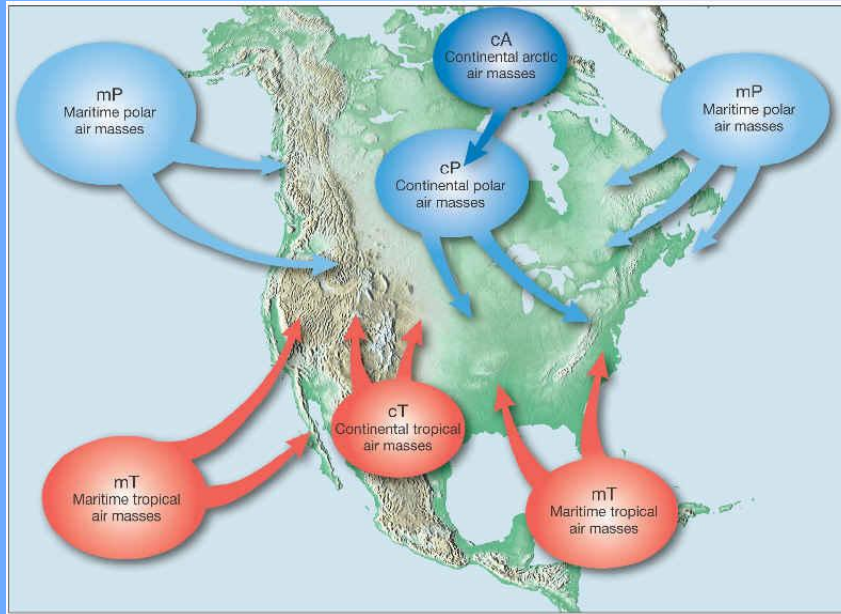 cA
Continental arctic
air masses
mP
Maritime polar
air masses
mP
Maritime polar
air masses
cP
Continental polar
air masses
cT
Continental tropical
air masses
mT
Maritime tropical
air masses
mT
Maritime tropical
air masses